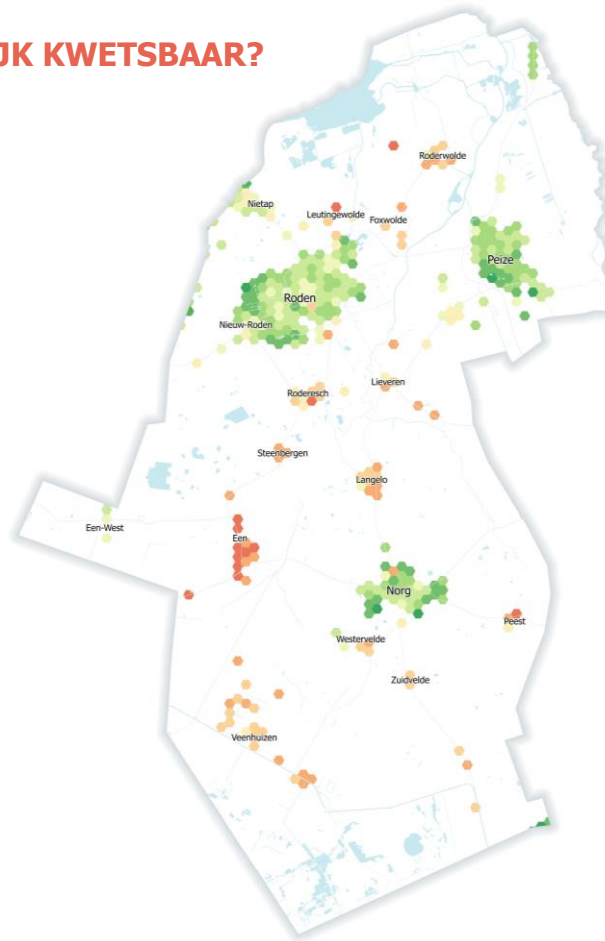 JK KWETSBAAR?
Roderwolde
Nietap
Leutingewolde
Foxwolde
Peize
Roden
Nieuw-Roden
Lieveren
Roderesch
Steenbergen
Langelo
Een-West
Een
Norg
Peest
Westervelde
Zuidvelde
Veenhuizen